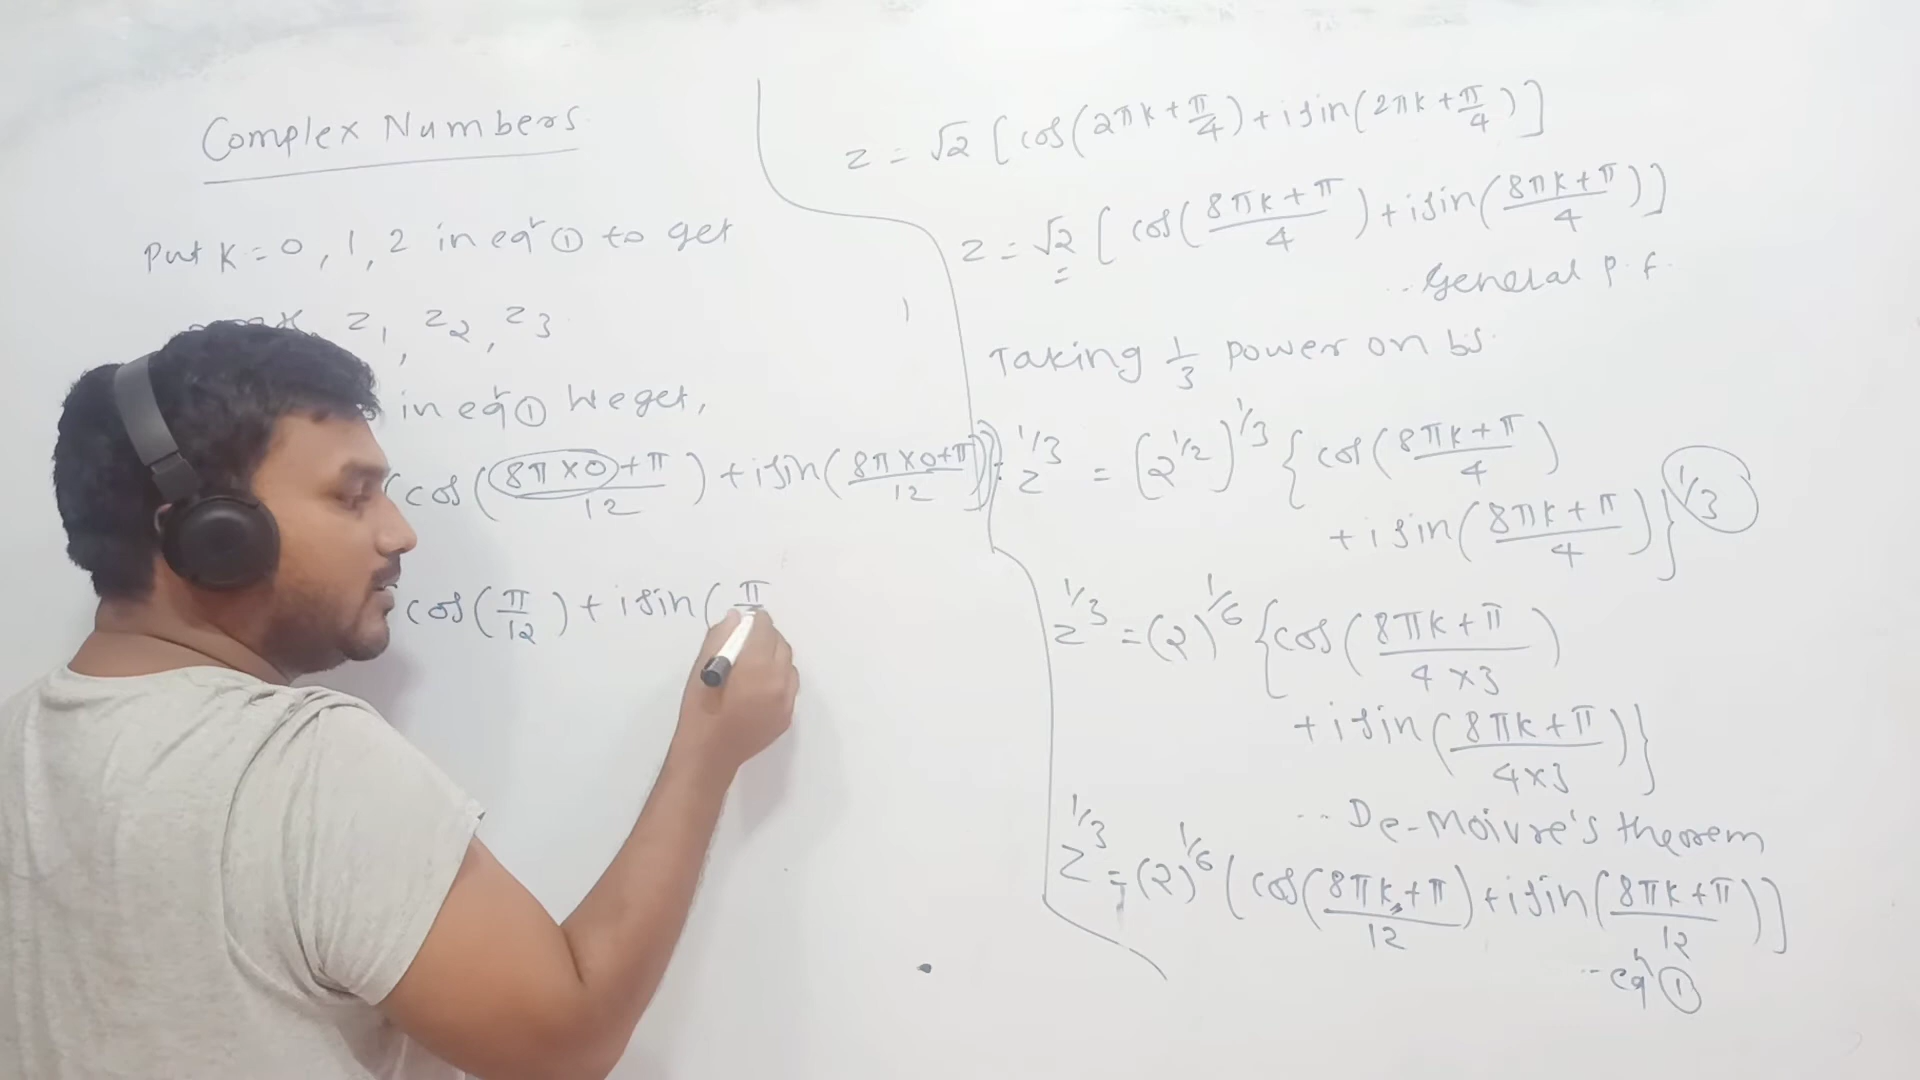 Complex Numbers
Put K = 0, 1, 2 in eqⁿ ① to get
z₁, z₂, z₃
in eqⁿ ① We get,
(cos(8π×0+π/12) + i sin(8π×0+π/12))
cos(π/12) + i sin(π
z = √2 [cos(2πk + π/4) + i sin(2πk + π/4)]
z = √2 [cos(8πk+π/4) + i sin(8πk+π/4)]
.. General P.F.
Taking 1/3 power on b.s.
z^1/3 = (2^1/2)^1/3 {cos(8πk+π/4)
+ i sin(8πk+π/4)}^1/3
z^1/3 = (2)^1/6 {cos(8πk+π/4×3)
+ i sin(8πk+π/4×3)}
.. De-Moivre's theorem
z^1/3 = (2)^1/6 (cos(8πk+π/12) + i sin(8πk+π/12)]
.. eqⁿ ①